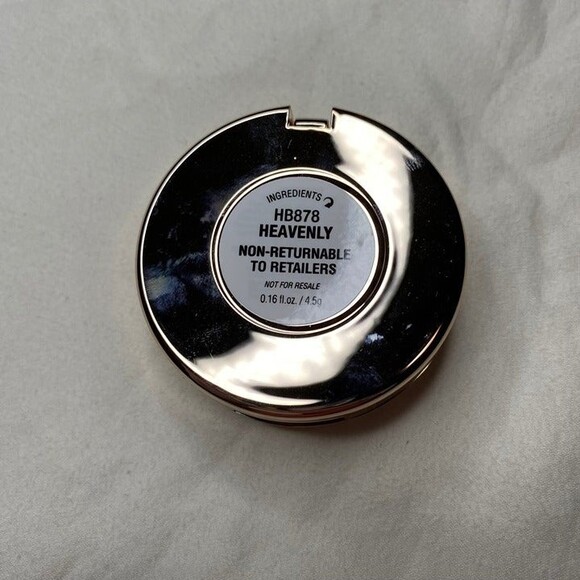 INGREDIENTS
HB878
HEAVENLY
NON-RETURNABLE
TO RETAILERS
NOT FOR RESALE
0.16 fl.oz. / 4.5g